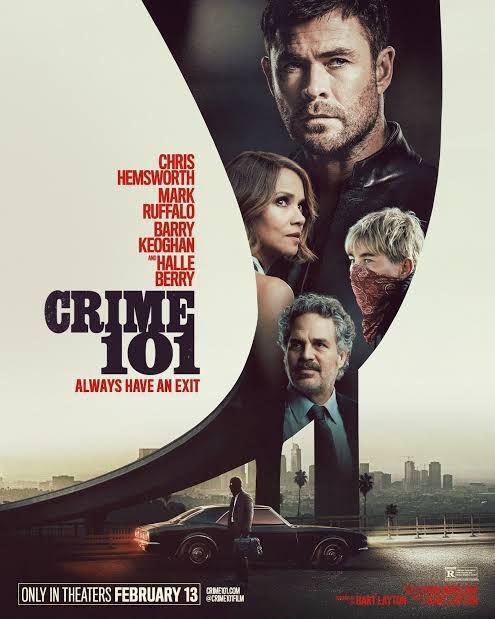 CHRIS
HEMSWORTH
MARK
RUFFALO
BARRY
KEOGHAN
AND HALLE
BERRY
CRIME
101
ALWAYS HAVE AN EXIT
ONLY IN THEATERS FEBRUARY 13
CRIME101.COM
@CRIME101FILM
R
BART LAYTON